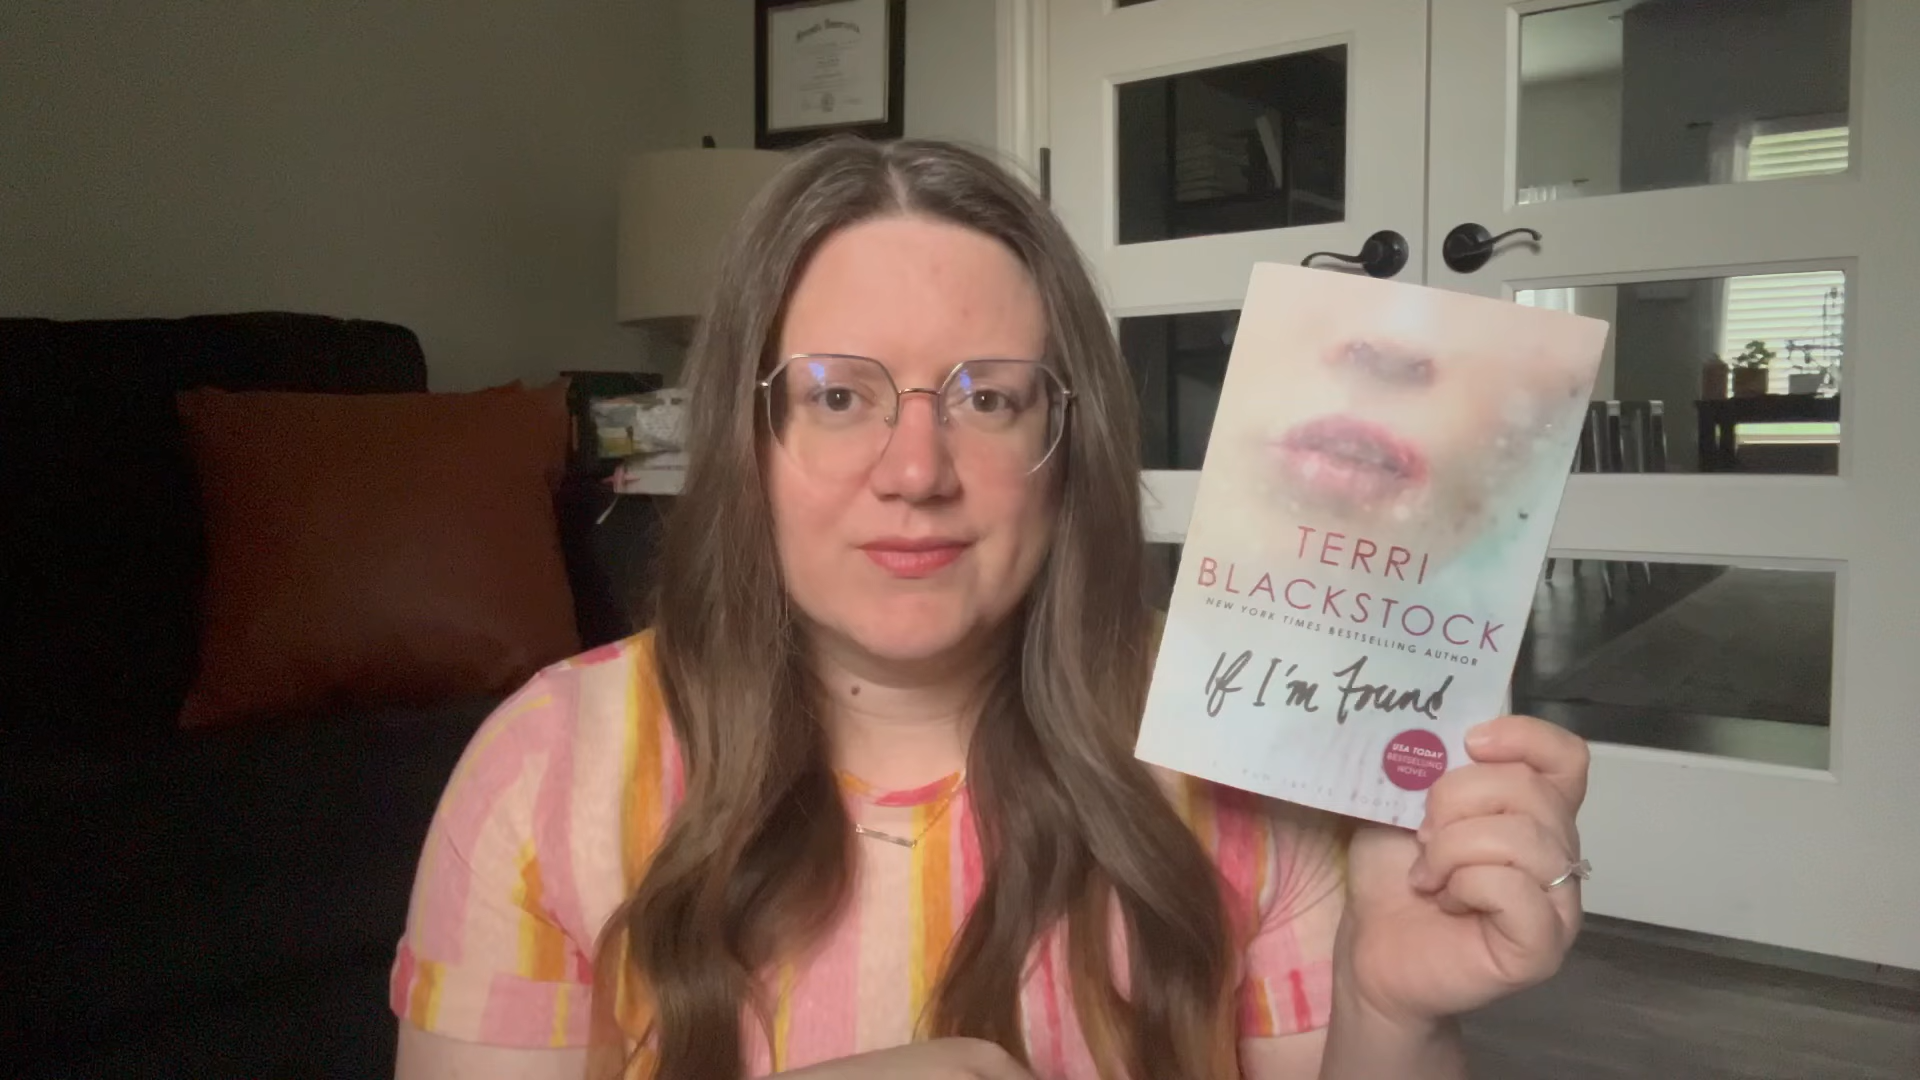 TERRI
BLACKSTOCK
NEW YORK TIMES BESTSELLING AUTHOR
If I'm Found
USA TODAY
BESTSELLING
NOVEL